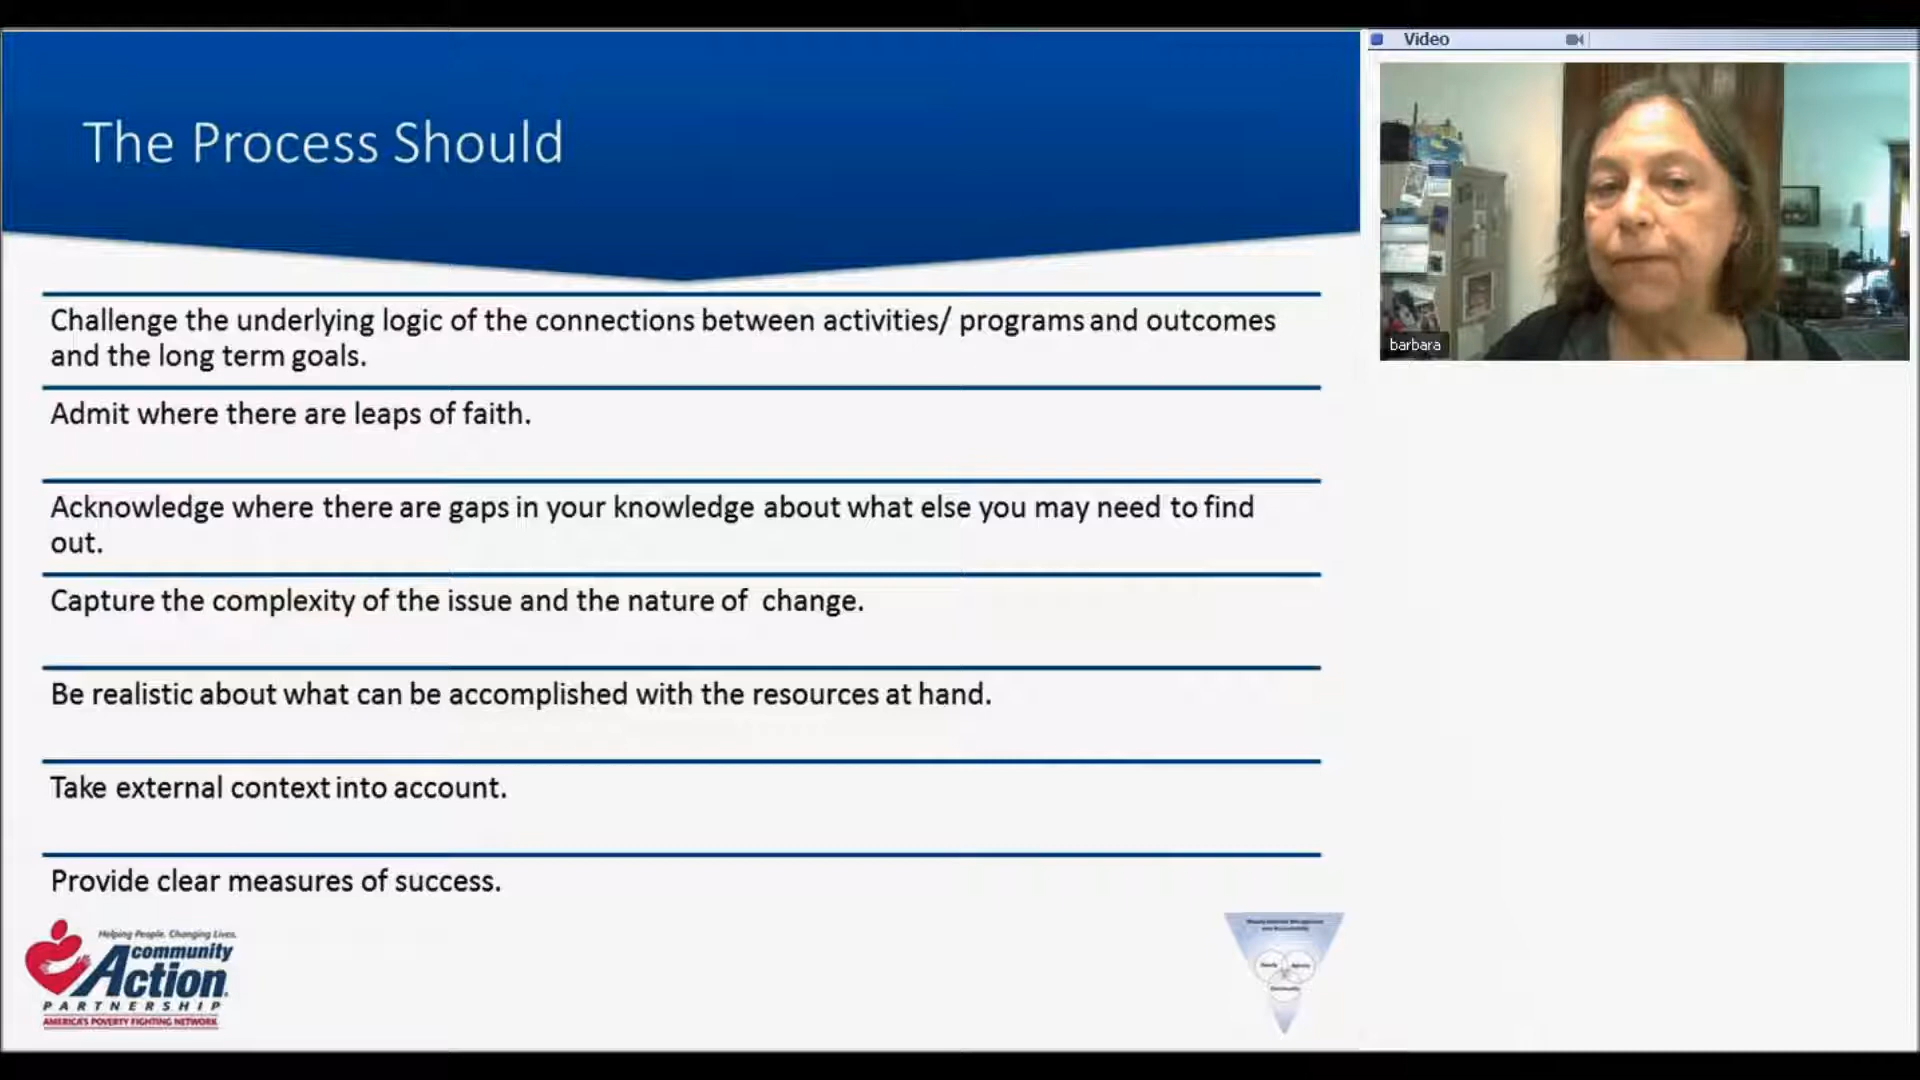 The Process Should
Challenge the underlying logic of the connections between activities/ programs and outcomes
and the long term goals.
Admit where there are leaps of faith.
Acknowledge where there are gaps in your knowledge about what else you may need to find
out.
Capture the complexity of the issue and the nature of change.
Be realistic about what can be accomplished with the resources at hand.
Take external context into account.
Provide clear measures of success.
Helping People. Changing Lives.
community
Action
PARTNERSHIP
AMERICA'S POVERTY FIGHTING NETWORK
Family Agency
Community
Video
barbara